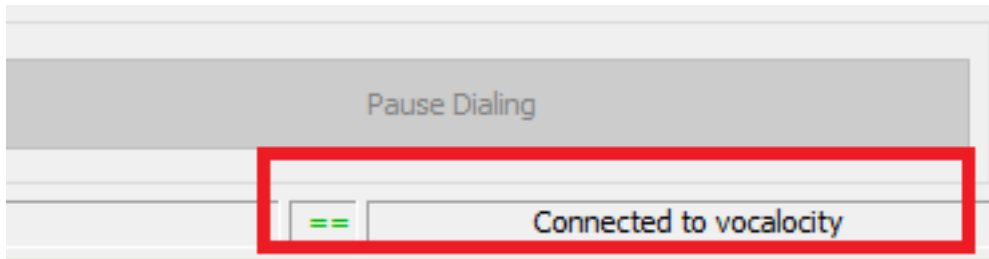 Pause Dialing
== Connected to vocalocity